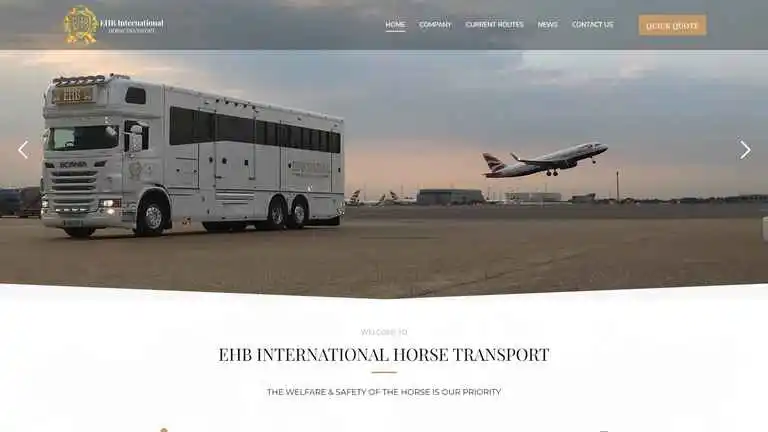 EHB International
HORSE TRANSPORT
HOME
COMPANY
CURRENT ROUTES
NEWS
CONTACT US
QUICK QUOTE
EHB
SCANIA
WELCOME TO
EHB INTERNATIONAL HORSE TRANSPORT
THE WELFARE & SAFETY OF THE HORSE IS OUR PRIORITY